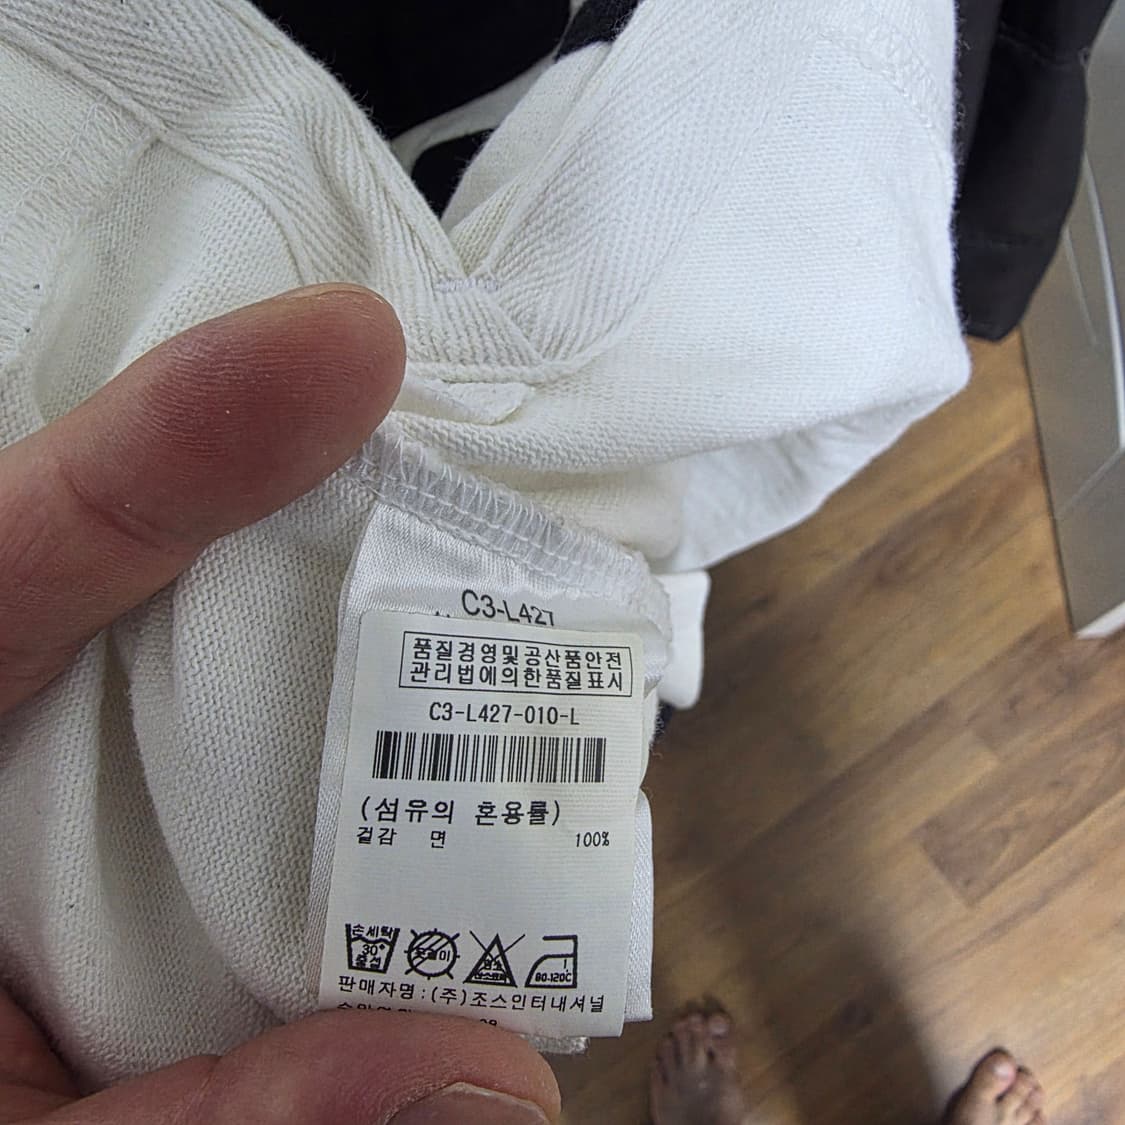 C3-L427
품질경영및공산품안전
관리법에의한품질표시
C3-L427-010-L
(섬유의 혼용률)
겉감 면 100%
손세탁
30°
중성
80-120C
판매자명:(주)조스인터내셔널